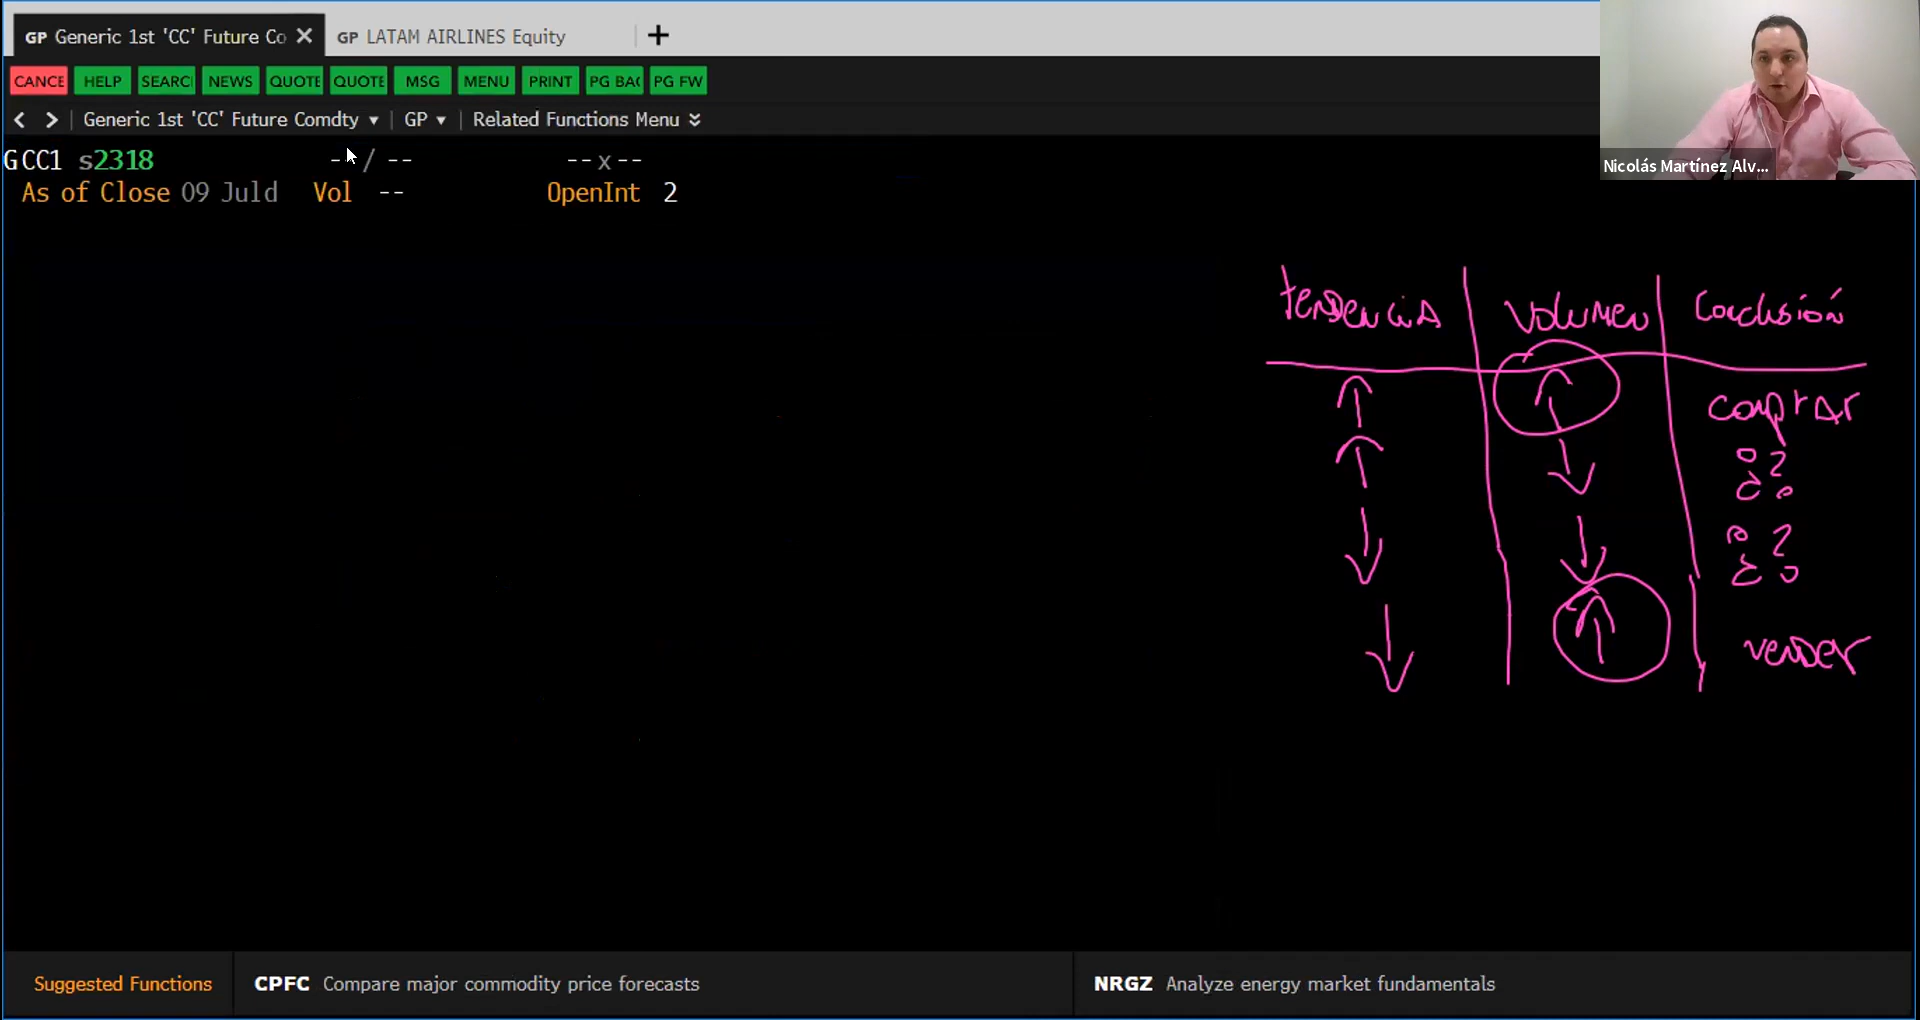 GP Generic 1st 'CC' Future Co
GP LATAM AIRLINES Equity
CANCE HELP SEARC NEWS QUOTE QUOTE MSG MENU PRINT PG BAC PG FW
Generic 1st 'CC' Future Comdty GP Related Functions Menu
Nicolás Martínez Alv...
GCC1 s2318 --/-- --x--
As of Close 09 Juld Vol -- OpenInt 2
tendencia volumen conclusión
↑ ↑ comprar
↑ ↓ ¿?
↓ ↓ ¿?
↓ ↑ vender
Suggested Functions CPFC Compare major commodity price forecasts NRGZ Analyze energy market fundamentals